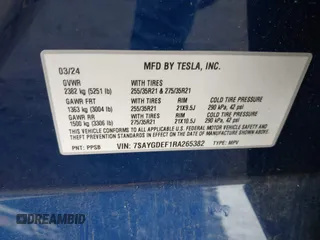 MFD BY TESLA, INC.
03/24
GVWR WITH TIRES
2382 kg (5251 lb) 255/35R21 & 275/35R21
GAWR FRT WITH TIRES RIM COLD TIRE PRESSURE
1363 kg (3004 lb) 255/35R21 21X9.5J 290 kPa, 42 psi
GAWR RR WITH TIRES RIM COLD TIRE PRESSURE
1500 kg (3306 lb) 275/35R21 21X10.5J 290 kPa, 42 psi
THIS VEHICLE CONFORMS TO ALL APPLICABLE U.S. FEDERAL MOTOR VEHICLE SAFETY AND
THEFT PREVENTION STANDARDS IN EFFECT ON THE DATE OF MANUFACTURE SHOWN ABOVE.
VIN: 7SAYGDEF1RA265382 TYPE: MPV
PNT: PPSB
DREAMBID